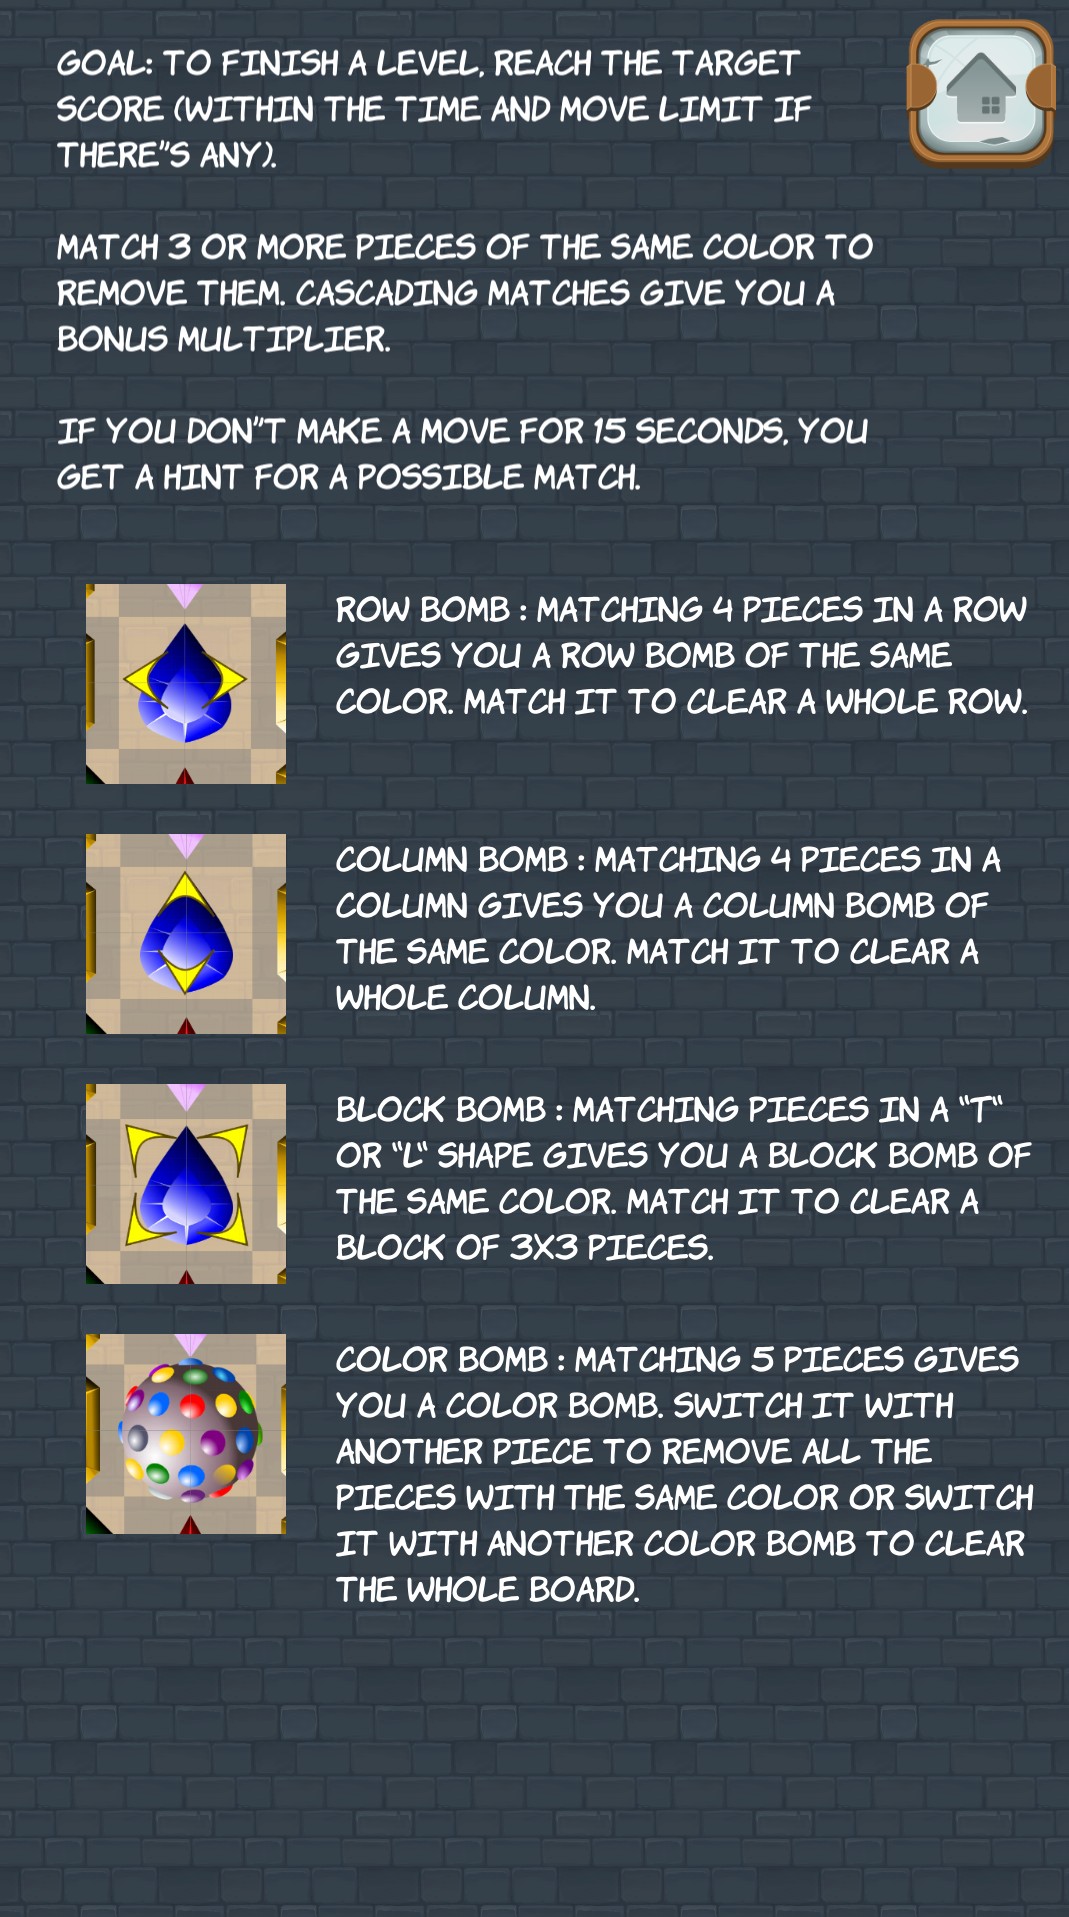 GOAL: TO FINISH A LEVEL, REACH THE TARGET
SCORE (WITHIN THE TIME AND MOVE LIMIT IF
THERE"S ANY).
MATCH 3 OR MORE PIECES OF THE SAME COLOR TO
REMOVE THEM. CASCADING MATCHES GIVE YOU A
BONUS MULTIPLIER.
IF YOU DON"T MAKE A MOVE FOR 15 SECONDS, YOU
GET A HINT FOR A POSSIBLE MATCH.
ROW BOMB : MATCHING 4 PIECES IN A ROW
GIVES YOU A ROW BOMB OF THE SAME
COLOR. MATCH IT TO CLEAR A WHOLE ROW.
COLUMN BOMB : MATCHING 4 PIECES IN A
COLUMN GIVES YOU A COLUMN BOMB OF
THE SAME COLOR. MATCH IT TO CLEAR A
WHOLE COLUMN.
BLOCK BOMB : MATCHING PIECES IN A “T“
OR “L“ SHAPE GIVES YOU A BLOCK BOMB OF
THE SAME COLOR. MATCH IT TO CLEAR A
BLOCK OF 3X3 PIECES.
COLOR BOMB : MATCHING 5 PIECES GIVES
YOU A COLOR BOMB. SWITCH IT WITH
ANOTHER PIECE TO REMOVE ALL THE
PIECES WITH THE SAME COLOR OR SWITCH
IT WITH ANOTHER COLOR BOMB TO CLEAR
THE WHOLE BOARD.